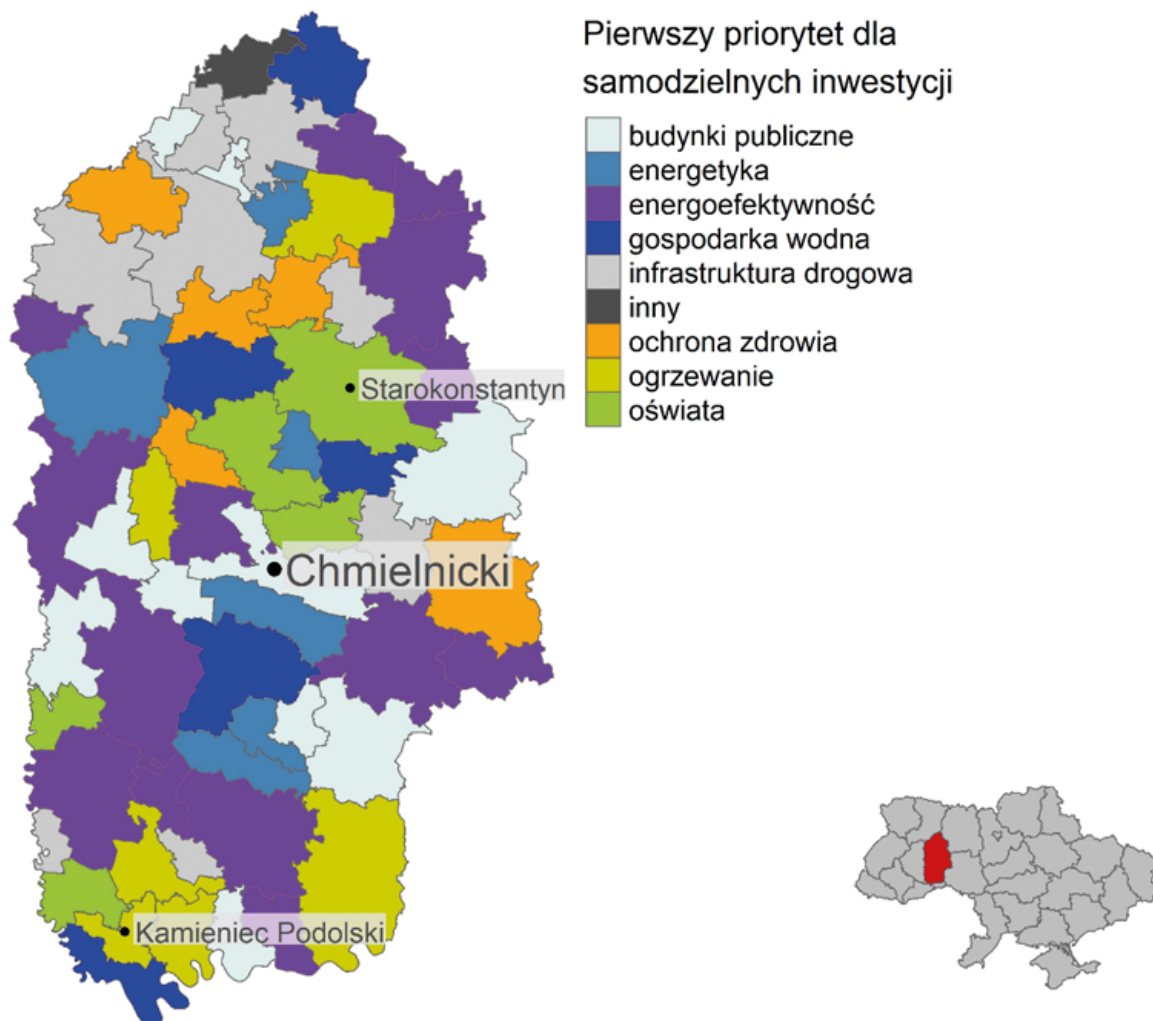 Pierwszy priorytet dla
samodzielnych inwestycji
budynki publiczne
energetyka
energoefektywność
gospodarka wodna
infrastruktura drogowa
inny
ochrona zdrowia
ogrzewanie
oświata
Starokonstantyn
Chmielnicki
Kamieniec Podolski